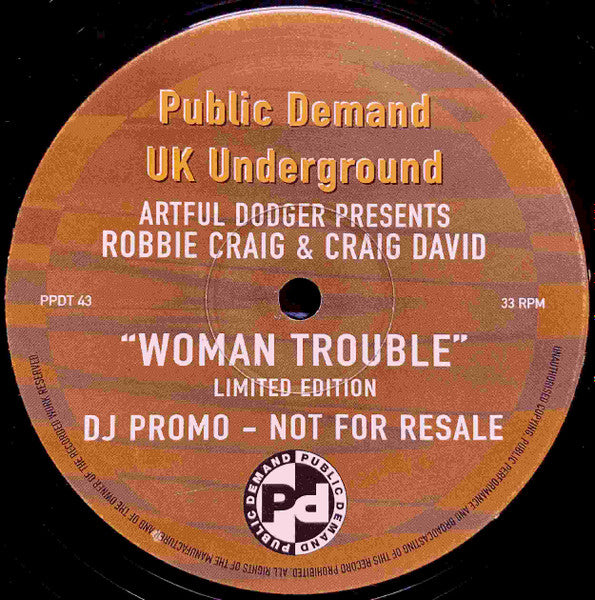 Public Demand
UK Underground
ARTFUL DODGER PRESENTS
ROBBIE CRAIG & CRAIG DAVID
PPDT 43
33 RPM
“WOMAN TROUBLE”
LIMITED EDITION
DJ PROMO – NOT FOR RESALE
PUBLIC DEMAND PUBLIC DEMAND
Pd
ALL RIGHTS OF THE MANUFACTURER AND OF THE OWNER OF THE RECORDED WORK RESERVED
UNAUTHORISED COPYING, PUBLIC PERFORMANCE AND BROADCASTING OF THIS RECORD PROHIBITED.